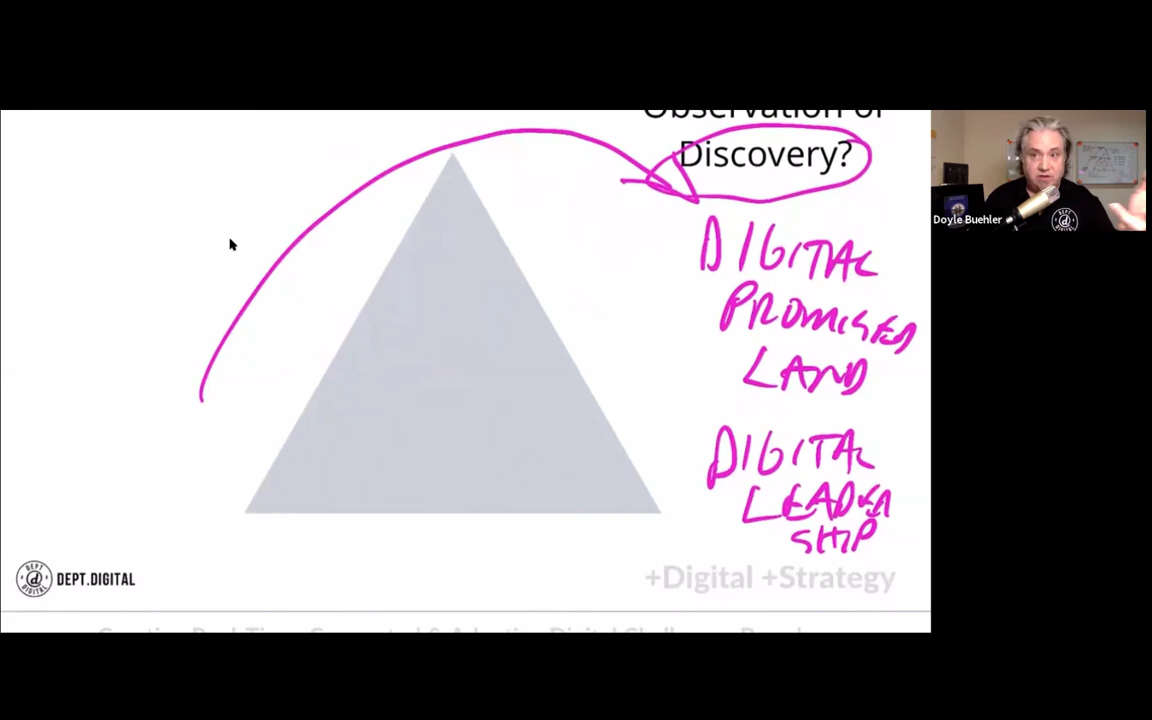 Observation or
Discovery?
DIGITAL
PROMISED
LAND
DIGITAL
LEADER
SHIP
Doyle Buehler
DEPT.DIGITAL
+Digital +Strategy